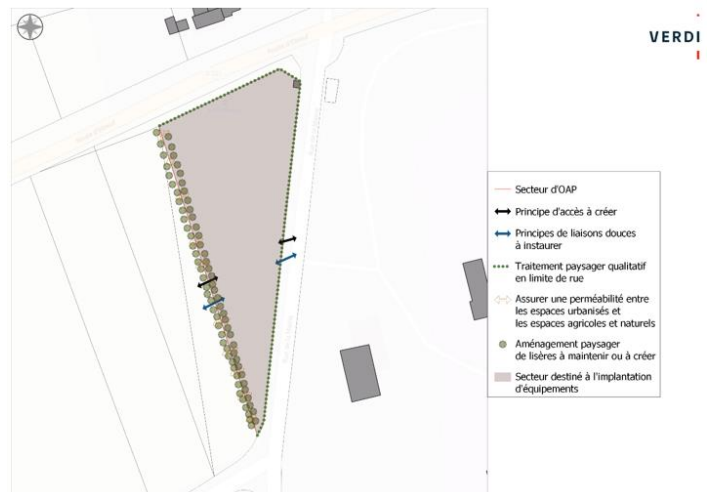 VERDI
Secteur d'OAP
Principe d'accès à créer
Principes de liaisons douces
à instaurer
Traitement paysager qualitatif
en limite de rue
Assurer une perméabilité entre
les espaces urbanisés et
les espaces agricoles et naturels
Aménagement paysager
de lisères à maintenir ou à créer
Secteur destiné à l'implantation
d'équipements